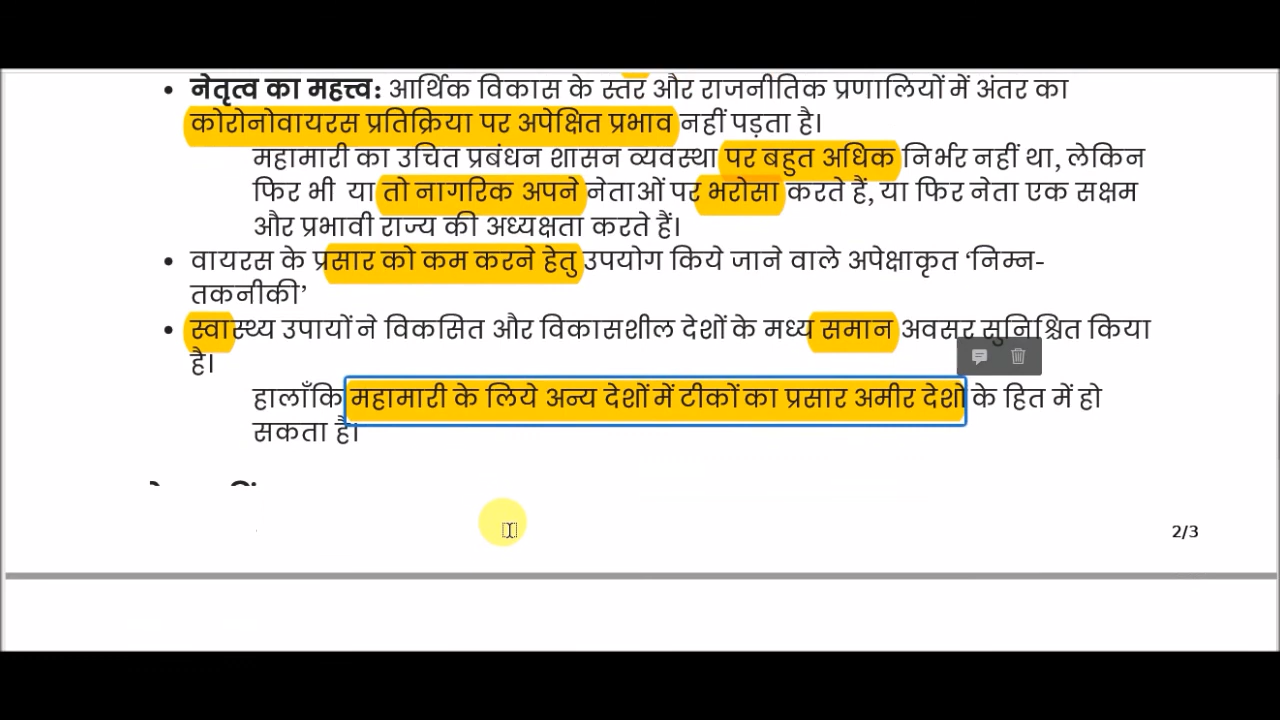 नेतृत्व का महत्त्व: आर्थिक विकास के स्तर और राजनीतिक प्रणालियों में अंतर का
कोरोनोवायरस प्रतिक्रिया पर अपेक्षित प्रभाव नहीं पड़ता है।
महामारी का उचित प्रबंधन शासन व्यवस्था पर बहुत अधिक निर्भर नहीं था, लेकिन
फिर भी या तो नागरिक अपने नेताओं पर भरोसा करते हैं, या फिर नेता एक सक्षम
और प्रभावी राज्य की अध्यक्षता करते हैं।
वायरस के प्रसार को कम करने हेतु उपयोग किये जाने वाले अपेक्षाकृत ‘निम्न-
तकनीकी’
स्वास्थ्य उपायों ने विकसित और विकासशील देशों के मध्य समान अवसर सुनिश्चित किया
है।
हालाँकि महामारी के लिये अन्य देशों में टीकों का प्रसार अमीर देशों के हित में हो
सकता है।
2/3